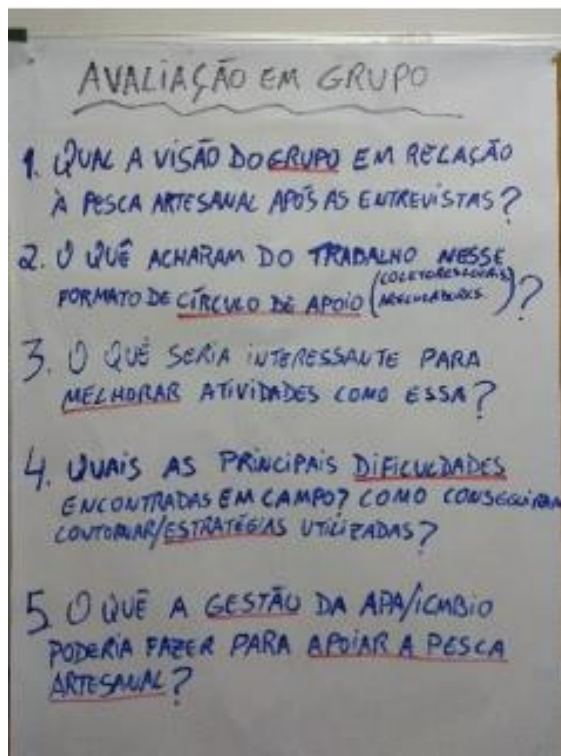 AVALIAÇÃO EM GRUPO
1. QUAL A VISÃO DO GRUPO EM RELAÇÃO
À PESCA ARTESANAL APÓS AS ENTREVISTAS?
2. O QUÊ ACHARAM DO TRABALHO NESSE
FORMATO DE CÍRCULO DE APOIO (COLETORES LOCAIS
ARTICULADORES)?
3. O QUÊ SERIA INTERESSANTE PARA
MELHORAR ATIVIDADES COMO ESSA?
4. QUAIS AS PRINCIPAIS DIFICULDADES
ENCONTRADAS EM CAMPO? COMO CONSEGUIRAM
CONTORNAR/ESTRATÉGIAS UTILIZADAS?
5. O QUÊ A GESTÃO DA APA/ICMBIO
PODERIA FAZER PARA APOIAR A PESCA
ARTESANAL?